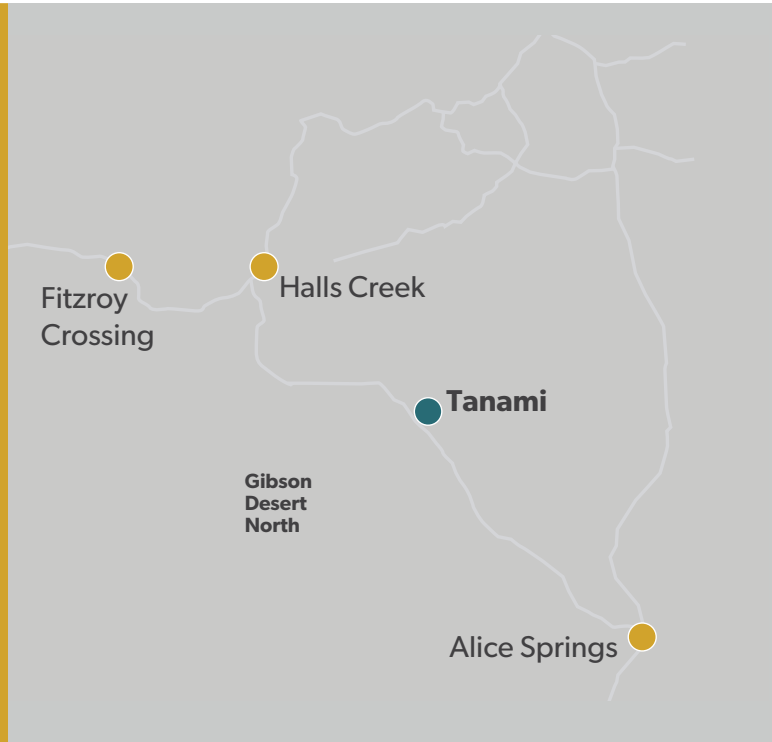 Fitzroy
Crossing
Halls Creek
Tanami
Gibson
Desert
North
Alice Springs